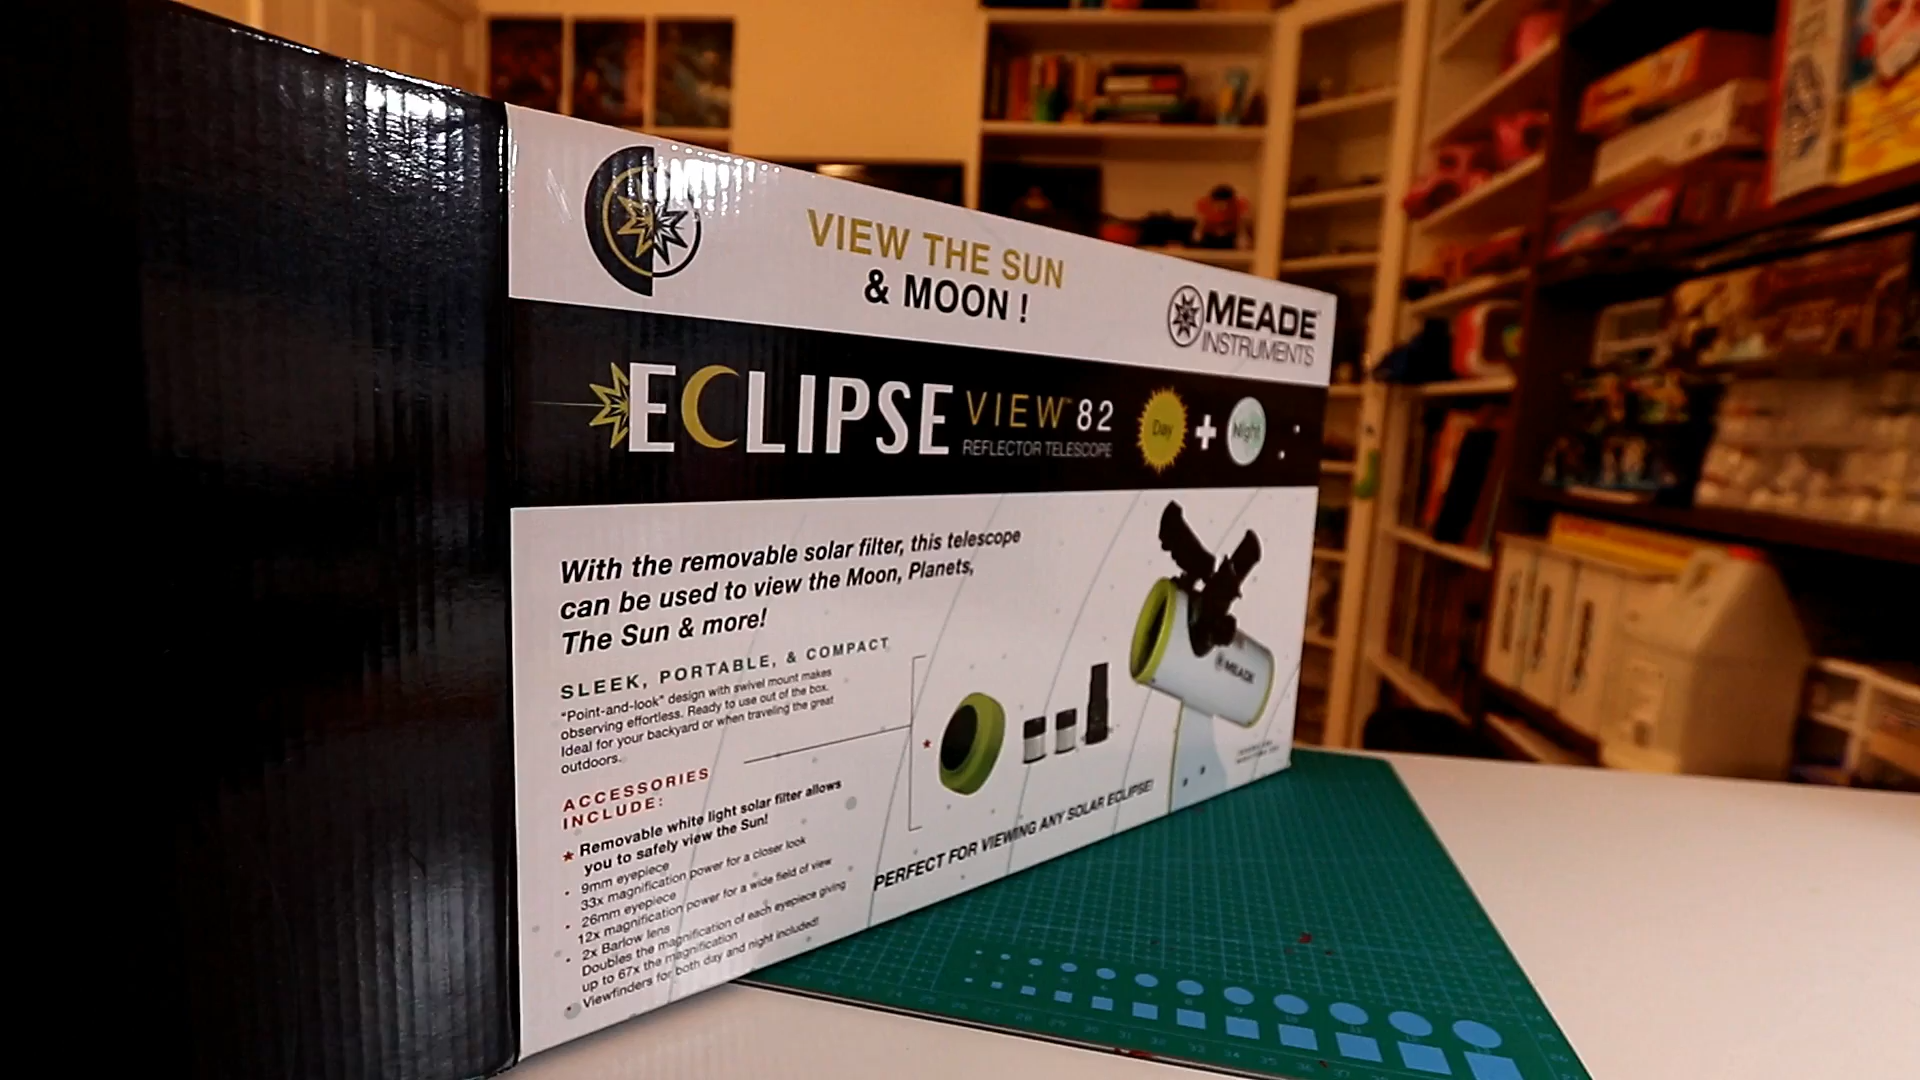 VIEW THE SUN
& MOON !
MEADE
INSTRUMENTS
ECLIPSE VIEW™ 82
REFLECTOR TELESCOPE
Day + Night
With the removable solar filter, this telescope
can be used to view the Moon, Planets,
The Sun & more!
SLEEK, PORTABLE, & COMPACT
"Point-and-look" design with swivel mount makes
observing effortless. Ready to use out of the box.
Ideal for your backyard or when traveling the great
outdoors.
ACCESSORIES
INCLUDE:
* Removable white light solar filter allows
you to safely view the Sun!
• 9mm eyepiece
33x magnification power for a closer look
• 26mm eyepiece
12x magnification power for a wide field of view
• 2x Barlow lens
Doubles the magnification of each eyepiece giving
up to 67x the magnification
• Viewfinders for both day and night included!
*
MEADE
PERFECT FOR VIEWING ANY SOLAR ECLIPSE!